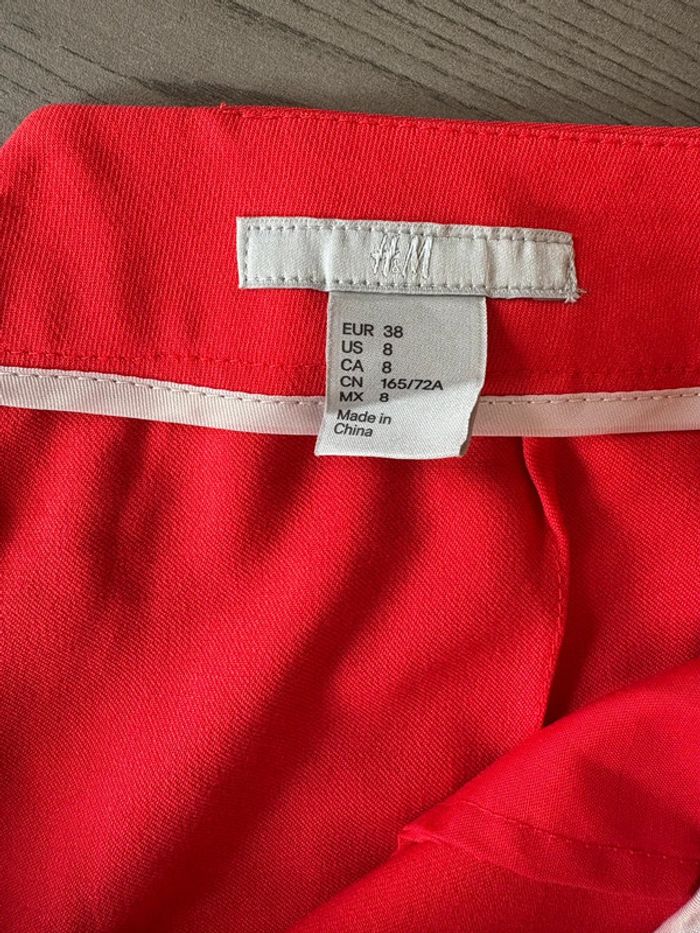 H&M
EUR 38
US 8
CA 8
CN 165/72A
MX 8
Made in
China